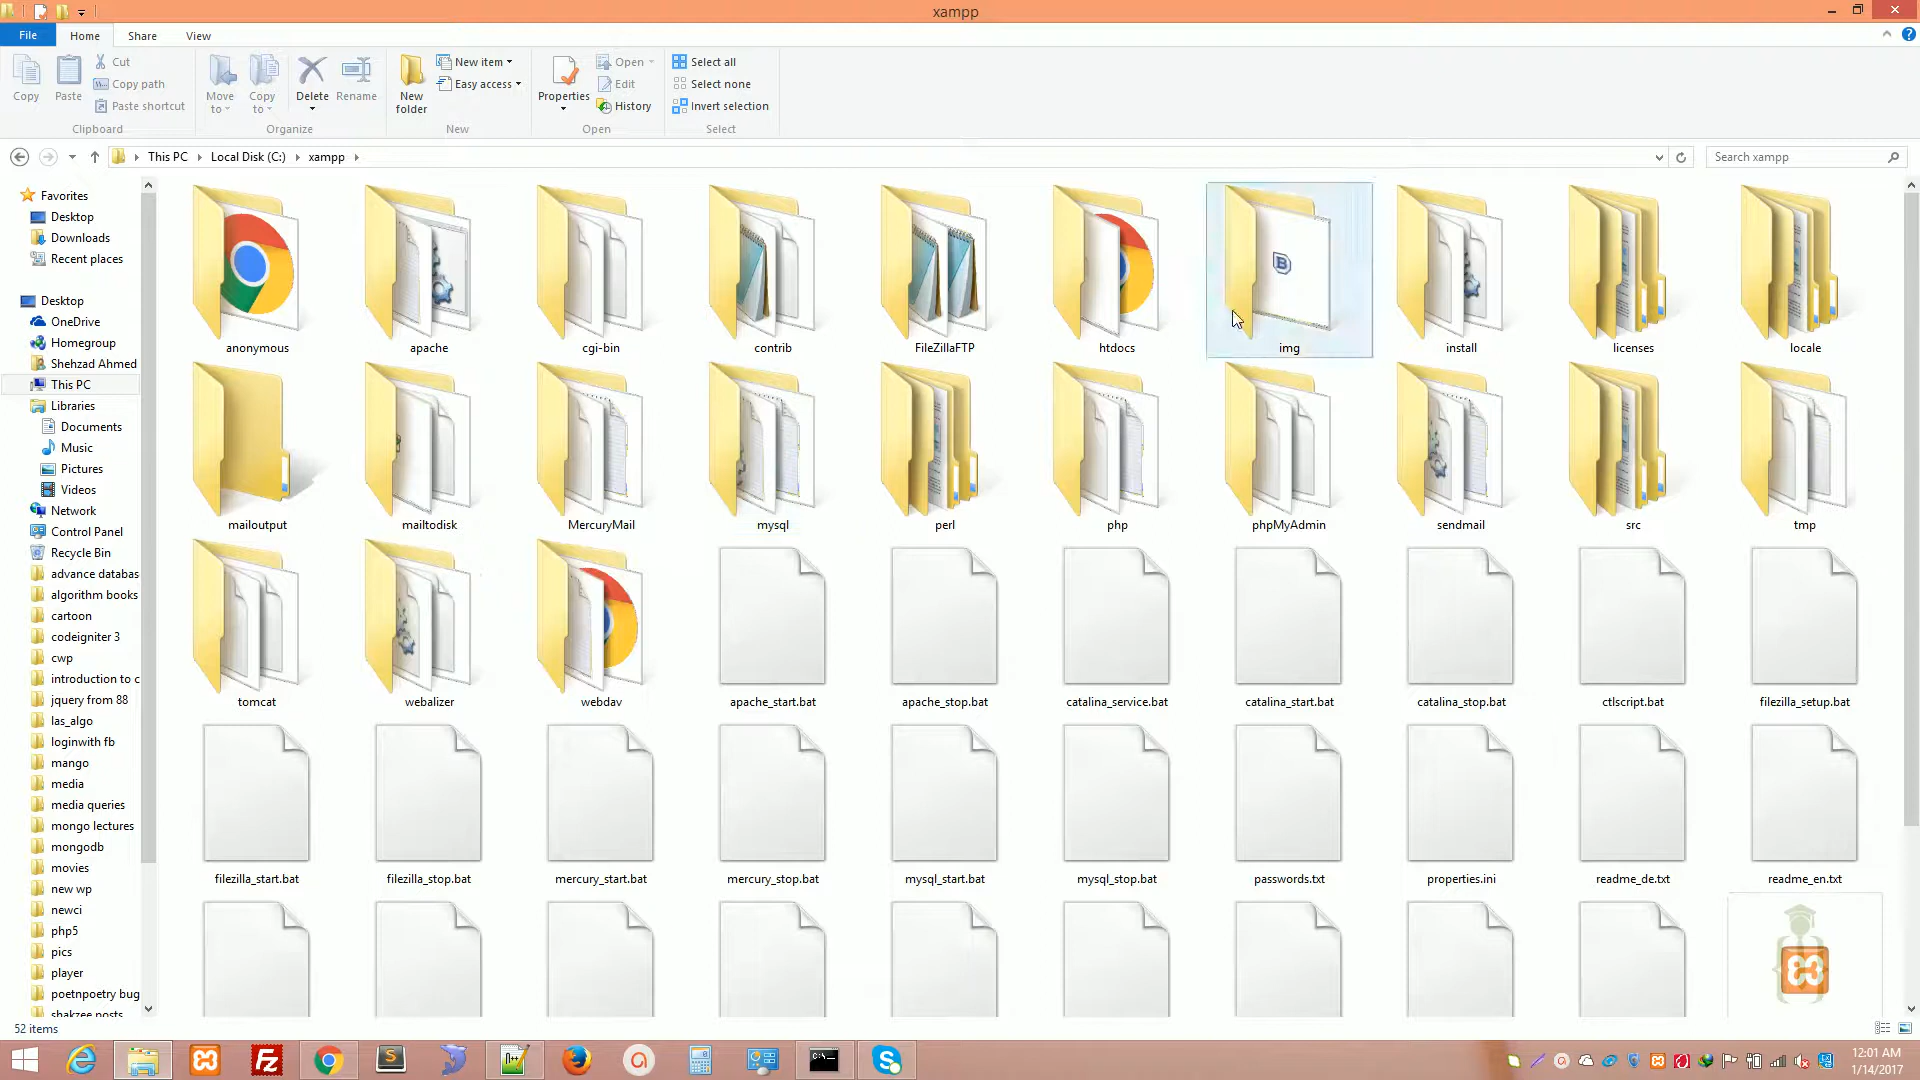 xampp
File
Home
Share
View
Copy
Paste
Cut
Copy path
Paste shortcut
Clipboard
Move to
Copy to
Delete
Rename
Organize
New folder
New item
Easy access
New
Properties
Open
Edit
History
Open
Select all
Select none
Invert selection
Select
This PC
Local Disk (C:)
xampp
Search xampp
Favorites
Desktop
Downloads
Recent places
Desktop
OneDrive
Homegroup
Shehzad Ahmed
This PC
Libraries
Documents
Music
Pictures
Videos
Network
Control Panel
Recycle Bin
advance databas
algorithm books
cartoon
codeigniter 3
cwp
introduction to c
jquery from 88
las_algo
loginwith fb
mango
media
media queries
mongo lectures
mongodb
movies
new wp
newci
php5
pics
player
poetnpoetry bug
shakzee posts
anonymous
apache
cgi-bin
contrib
FileZillaFTP
htdocs
B
img
install
licenses
locale
mailoutput
mailtodisk
MercuryMail
mysql
perl
php
phpMyAdmin
sendmail
src
tmp
tomcat
webalizer
webdav
apache_start.bat
apache_stop.bat
catalina_service.bat
catalina_start.bat
catalina_stop.bat
ctlscript.bat
filezilla_setup.bat
filezilla_start.bat
filezilla_stop.bat
mercury_start.bat
mercury_stop.bat
mysql_start.bat
mysql_stop.bat
passwords.txt
properties.ini
readme_de.txt
readme_en.txt
52 items
12:01 AM
1/14/2017